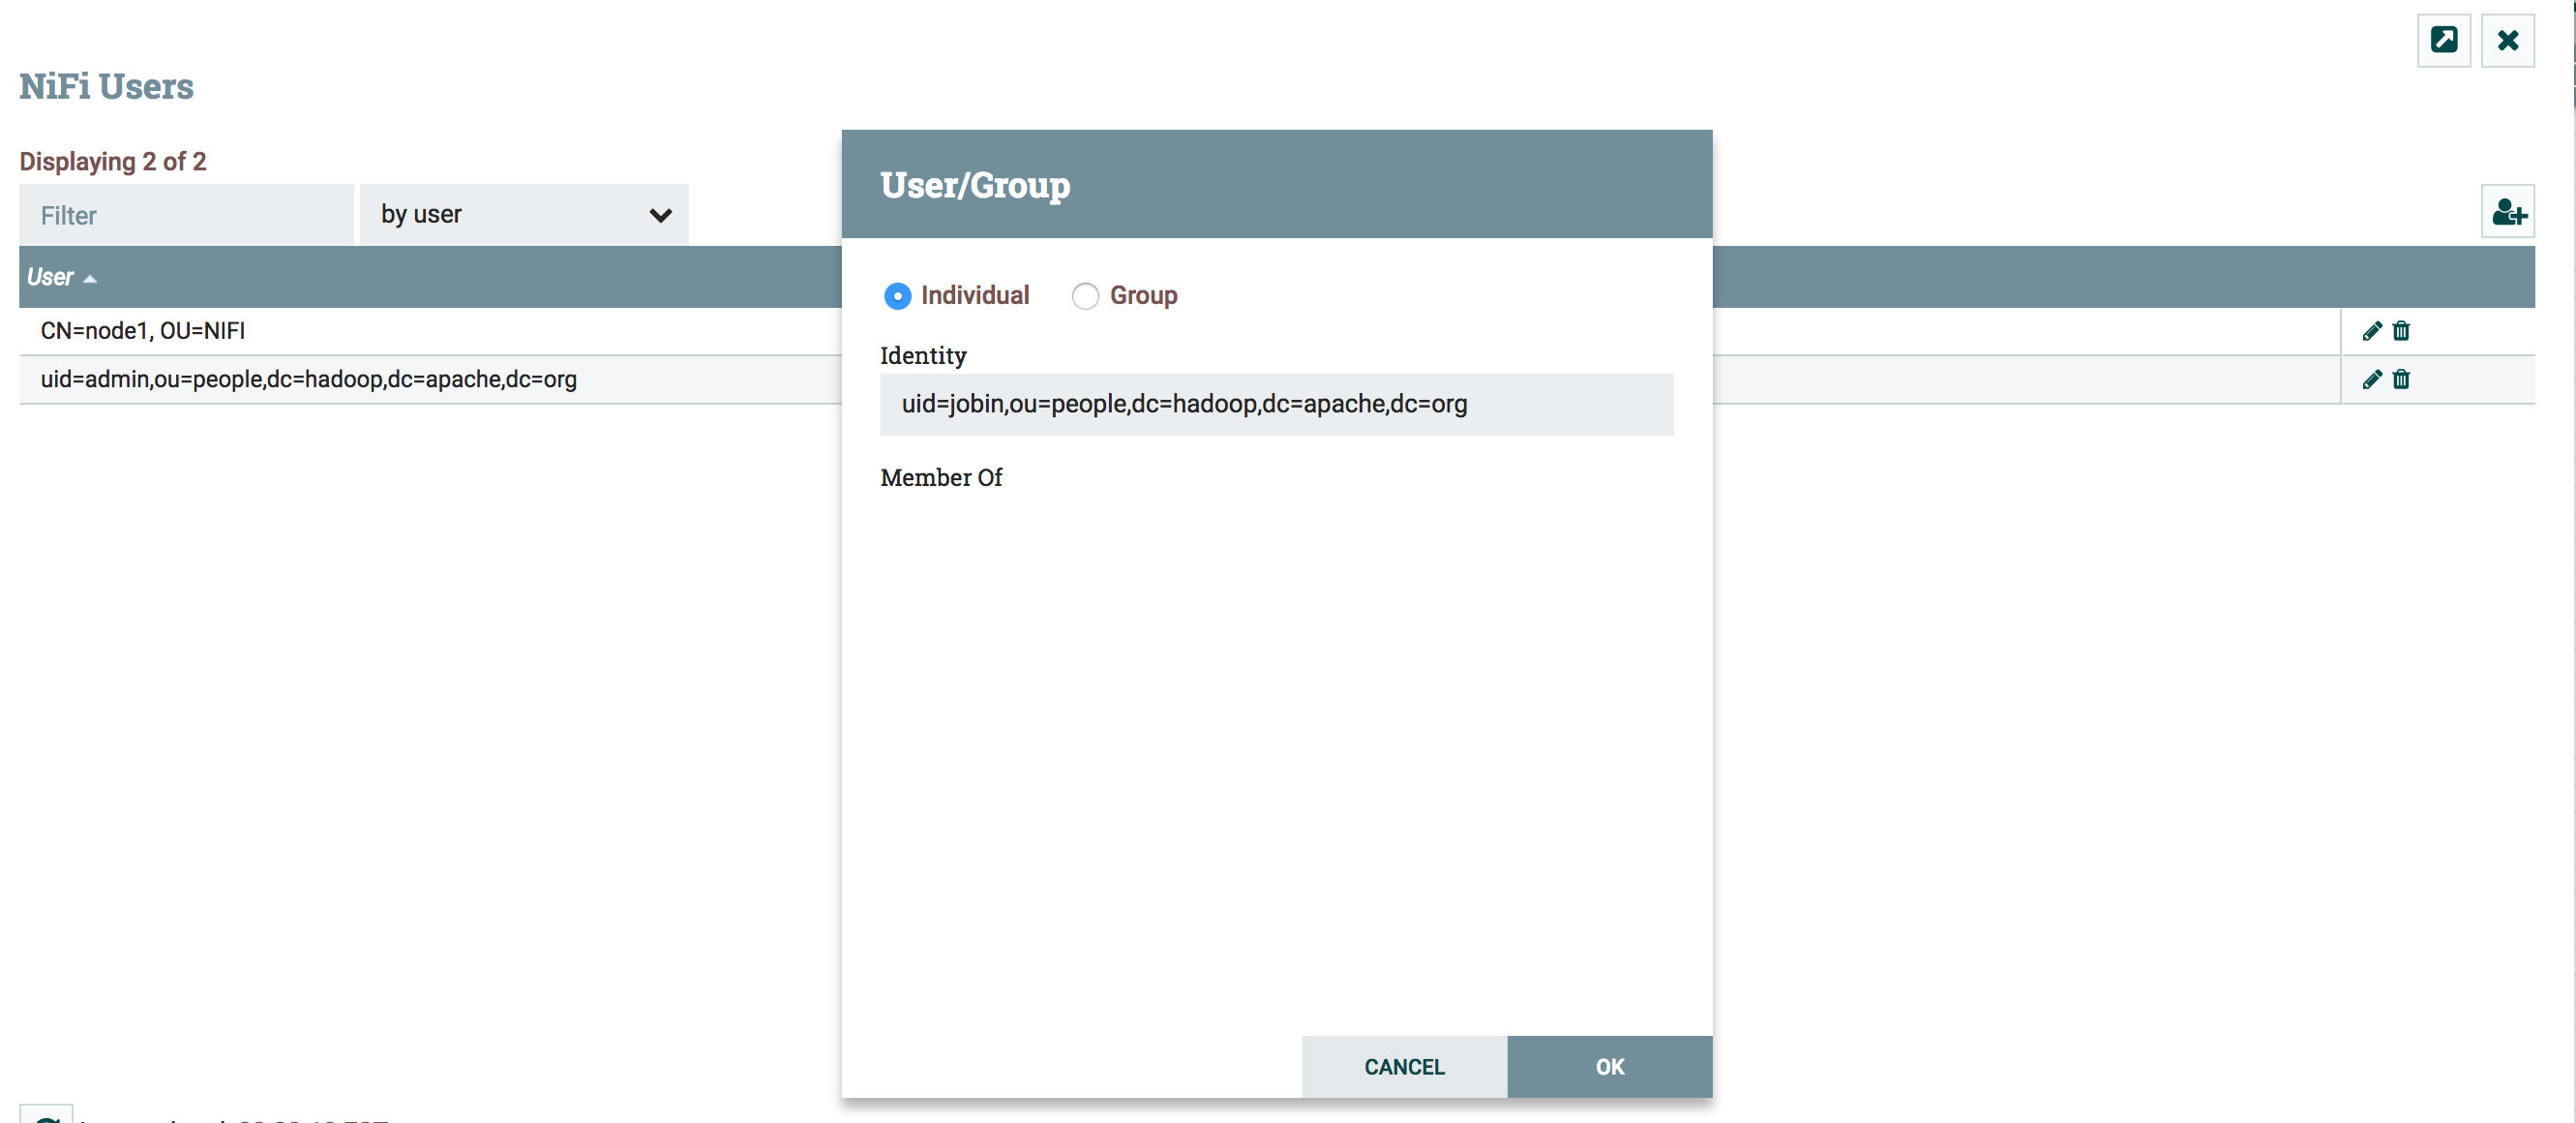 NiFi Users
Displaying 2 of 2
Filter
by user
User
CN=node1, OU=NIFI
uid=admin,ou=people,dc=hadoop,dc=apache,dc=org
User/Group
Individual
Group
Identity
uid=jobin,ou=people,dc=hadoop,dc=apache,dc=org
Member Of
CANCEL
OK